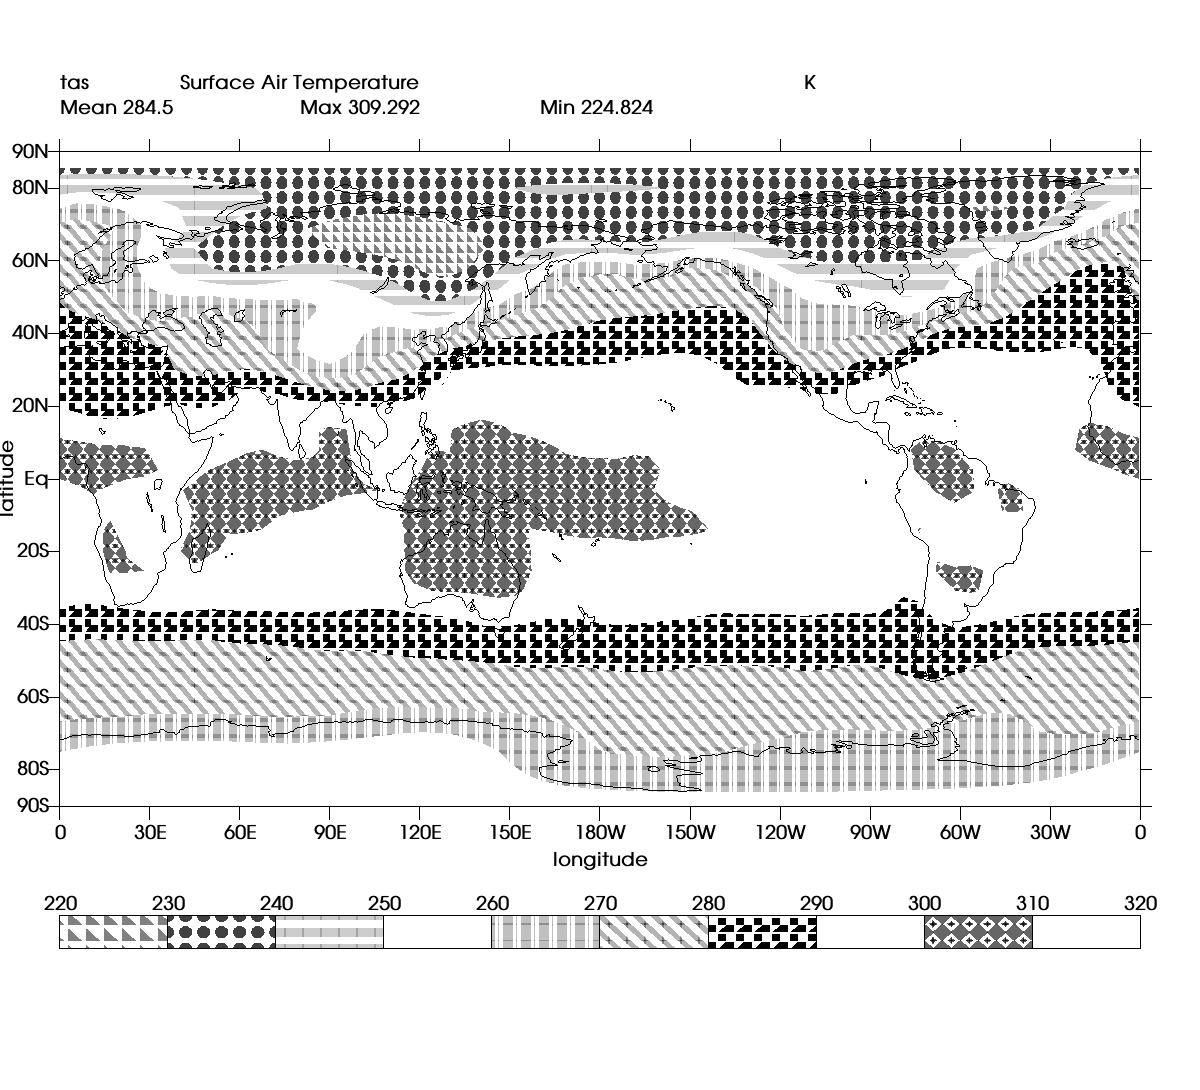 tas Surface Air Temperature K
Mean 284.5 Max 309.292 Min 224.824
90N
80N
60N
40N
20N
Eq
20S
40S
60S
80S
90S
latitude
0 30E 60E 90E 120E 150E 180W 150W 120W 90W 60W 30W 0
longitude
220 230 240 250 260 270 280 290 300 310 320